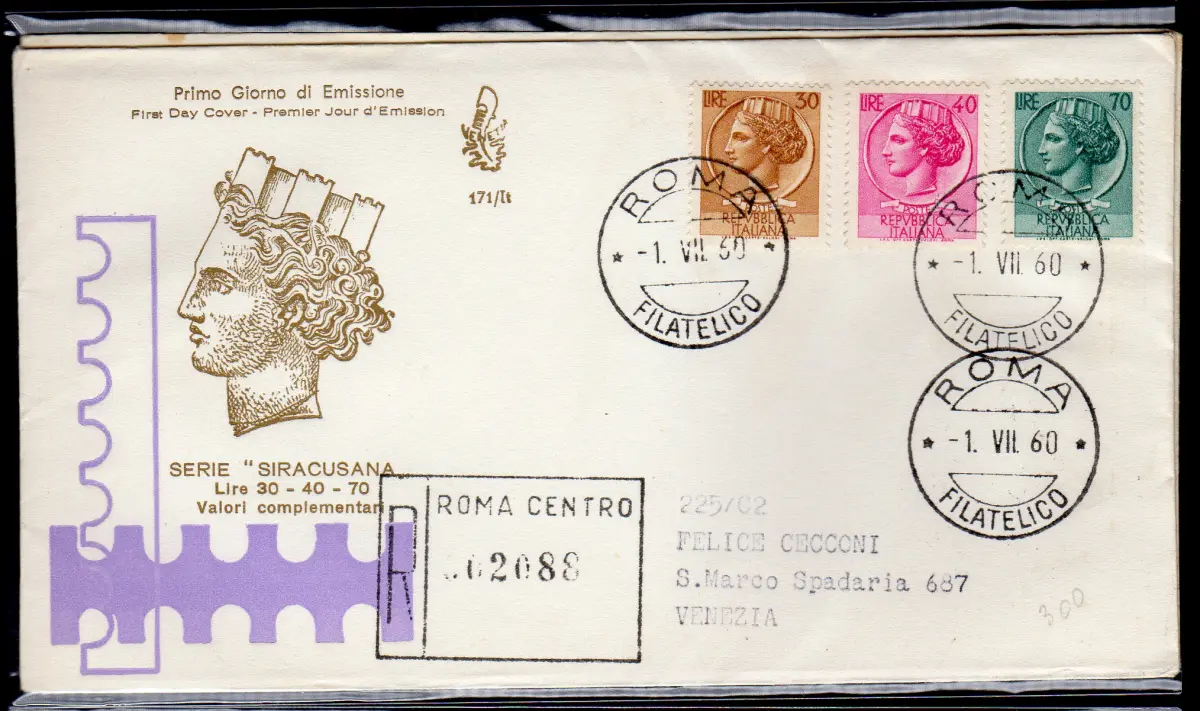 Primo Giorno di Emissione
First Day Cover - Premier Jour d'Emission
171/It
LIRE 30
POSTE
REPVBBLICA
ITALIANA
LIRE 40
POSTE
REPVBBLICA
ITALIANA
LIRE 70
POSTE
REPVBBLICA
ITALIANA
ROMA
-1. VII. 60
FILATELICO
ROMA
-1. VII. 60
FILATELICO
ROMA
-1. VII. 60
FILATELICO
SERIE "SIRACUSANA
Lire 30 - 40 - 70
Valori complementari
R
ROMA CENTRO
02088
225/C2
FELICE CECCONI
S.Marco Spadaria 687
VENEZIA
300